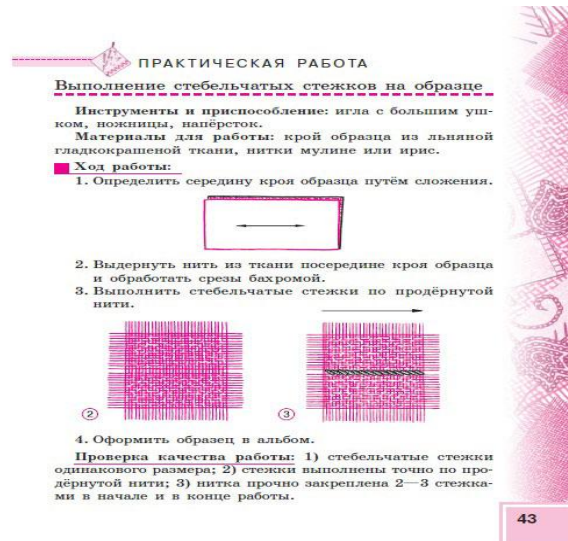 ПРАКТИЧЕСКАЯ РАБОТА
Выполнение стебельчатых стежков на образце
Инструменты и приспособление: игла с большим уш-
ком, ножницы, напёрсток.
Материалы для работы: крой образца из льняной
гладкокрашеной ткани, нитки мулине или ирис.
Ход работы:
1. Определить середину кроя образца путём сложения.
2. Выдернуть нить из ткани посередине кроя образца
и обработать срезы бахромой.
3. Выполнить стебельчатые стежки по продёрнутой
нити.
2
3
4. Оформить образец в альбом.
Проверка качества работы: 1) стебельчатые стежки
одинакового размера; 2) стежки выполнены точно по про-
дёрнутой нити; 3) нитка прочно закреплена 2—3 стежка-
ми в начале и в конце работы.
43